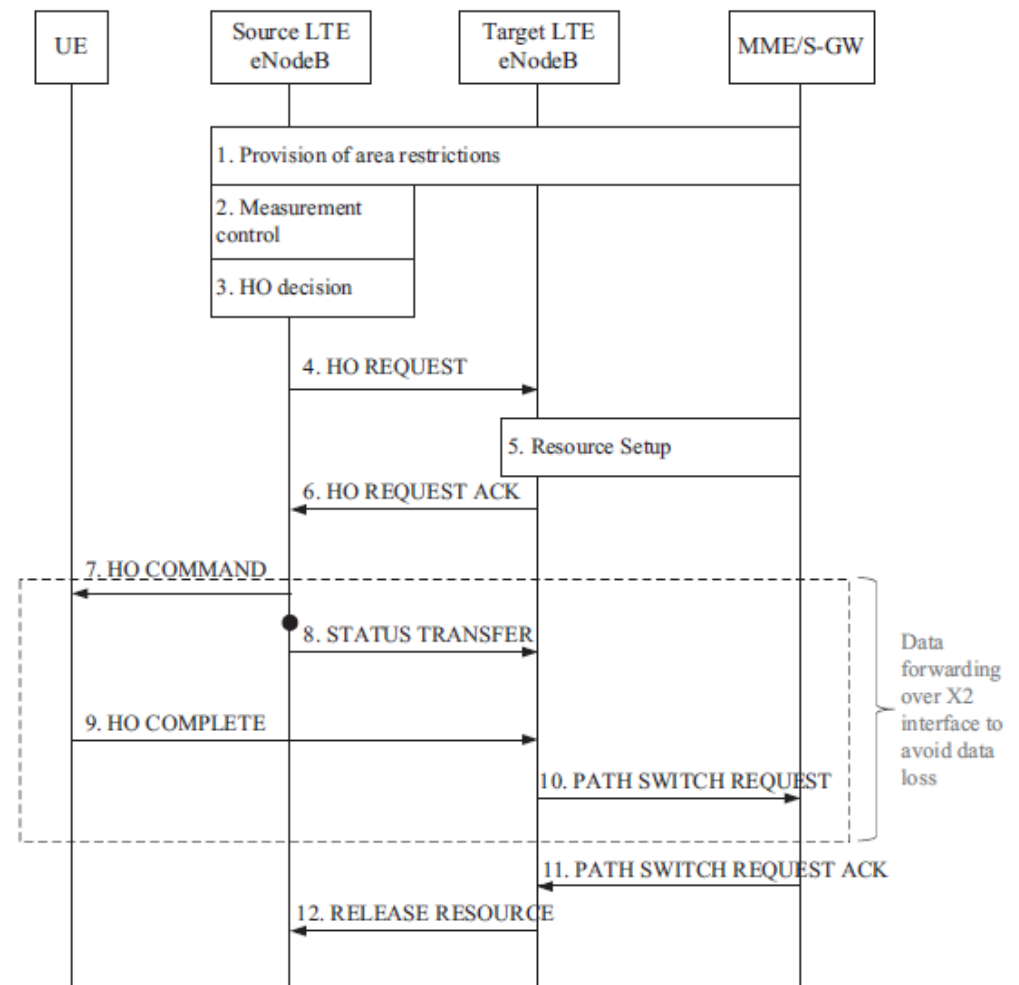 UE
Source LTE
eNodeB
Target LTE
eNodeB
MME/S-GW
1. Provision of area restrictions
2. Measurement
control
3. HO decision
4. HO REQUEST
5. Resource Setup
6. HO REQUEST ACK
7. HO COMMAND
8. STATUS TRANSFER
9. HO COMPLETE
10. PATH SWITCH REQUEST
Data
forwarding
over X2
interface to
avoid data
loss
11. PATH SWITCH REQUEST ACK
12. RELEASE RESOURCE